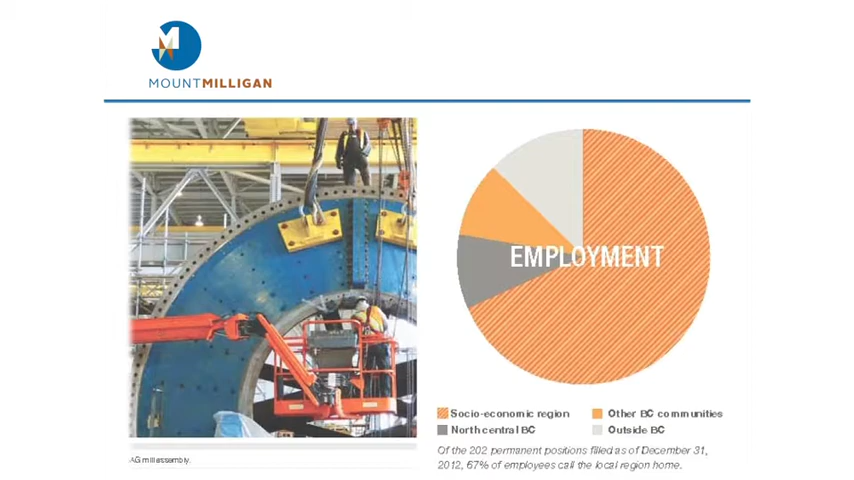 MOUNTMILLIGAN
EMPLOYMENT
AG mill assembly.
Socio-economic region
Other BC communities
North central BC
Outside BC
Of the 202 permanent positions filled as of December 31,
2012, 67% of employees call the local region home.